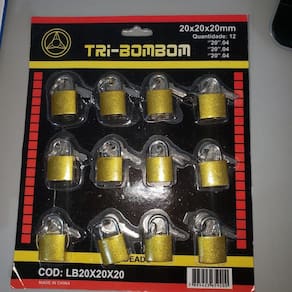 20x20x20mm
TRI-BOMBOM
Quantidade: 12
"20".04
"20".04
"20".04
COD: LB20X20X20
MADE IN CHINA